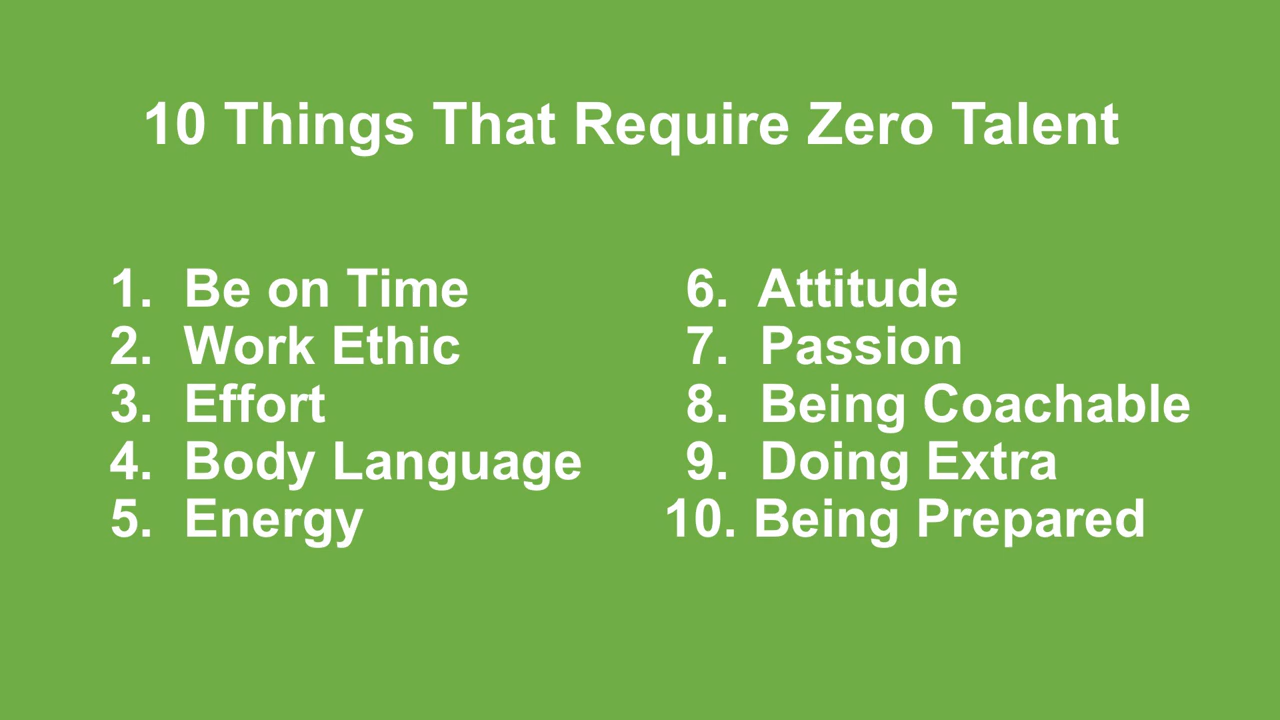 10 Things That Require Zero Talent
1. Be on Time
2. Work Ethic
3. Effort
4. Body Language
5. Energy
6. Attitude
7. Passion
8. Being Coachable
9. Doing Extra
10. Being Prepared